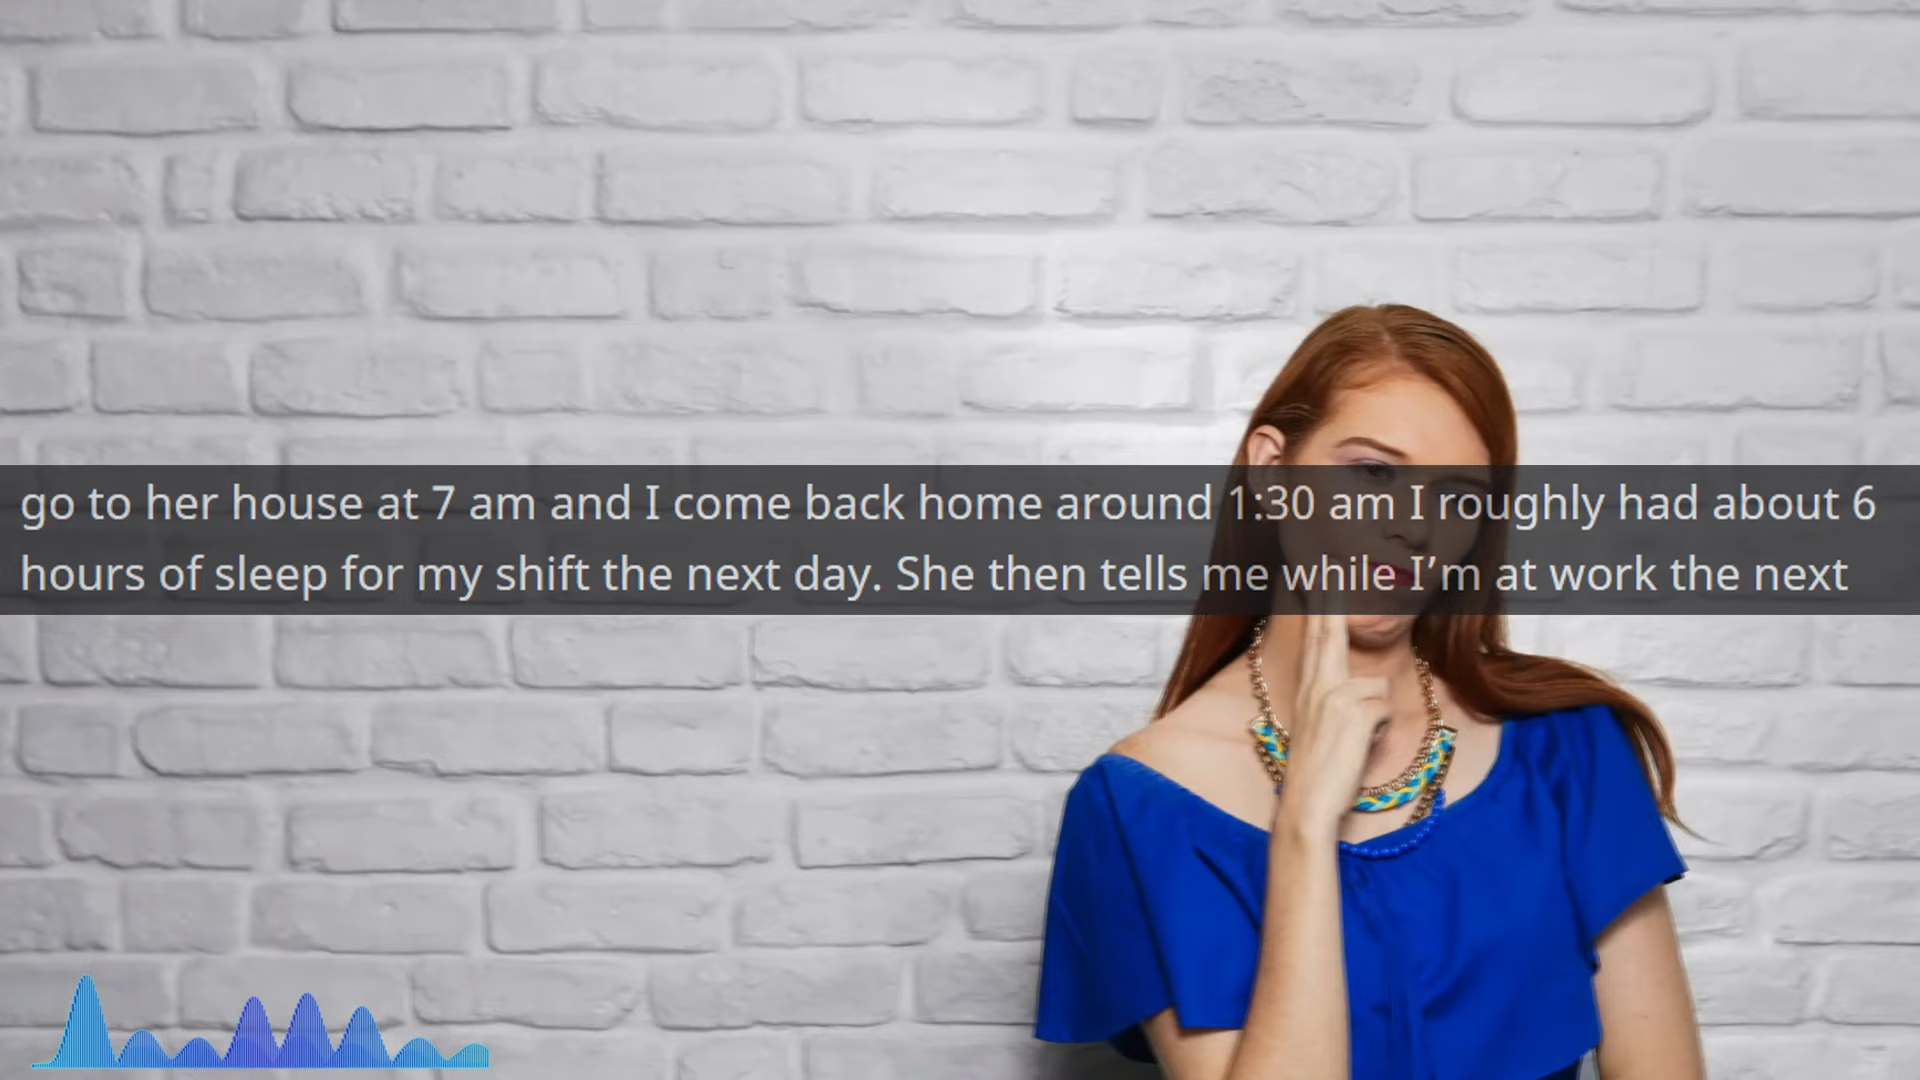 go to her house at 7 am and I come back home around 1:30 am I roughly had about 6
hours of sleep for my shift the next day. She then tells me while I’m at work the next